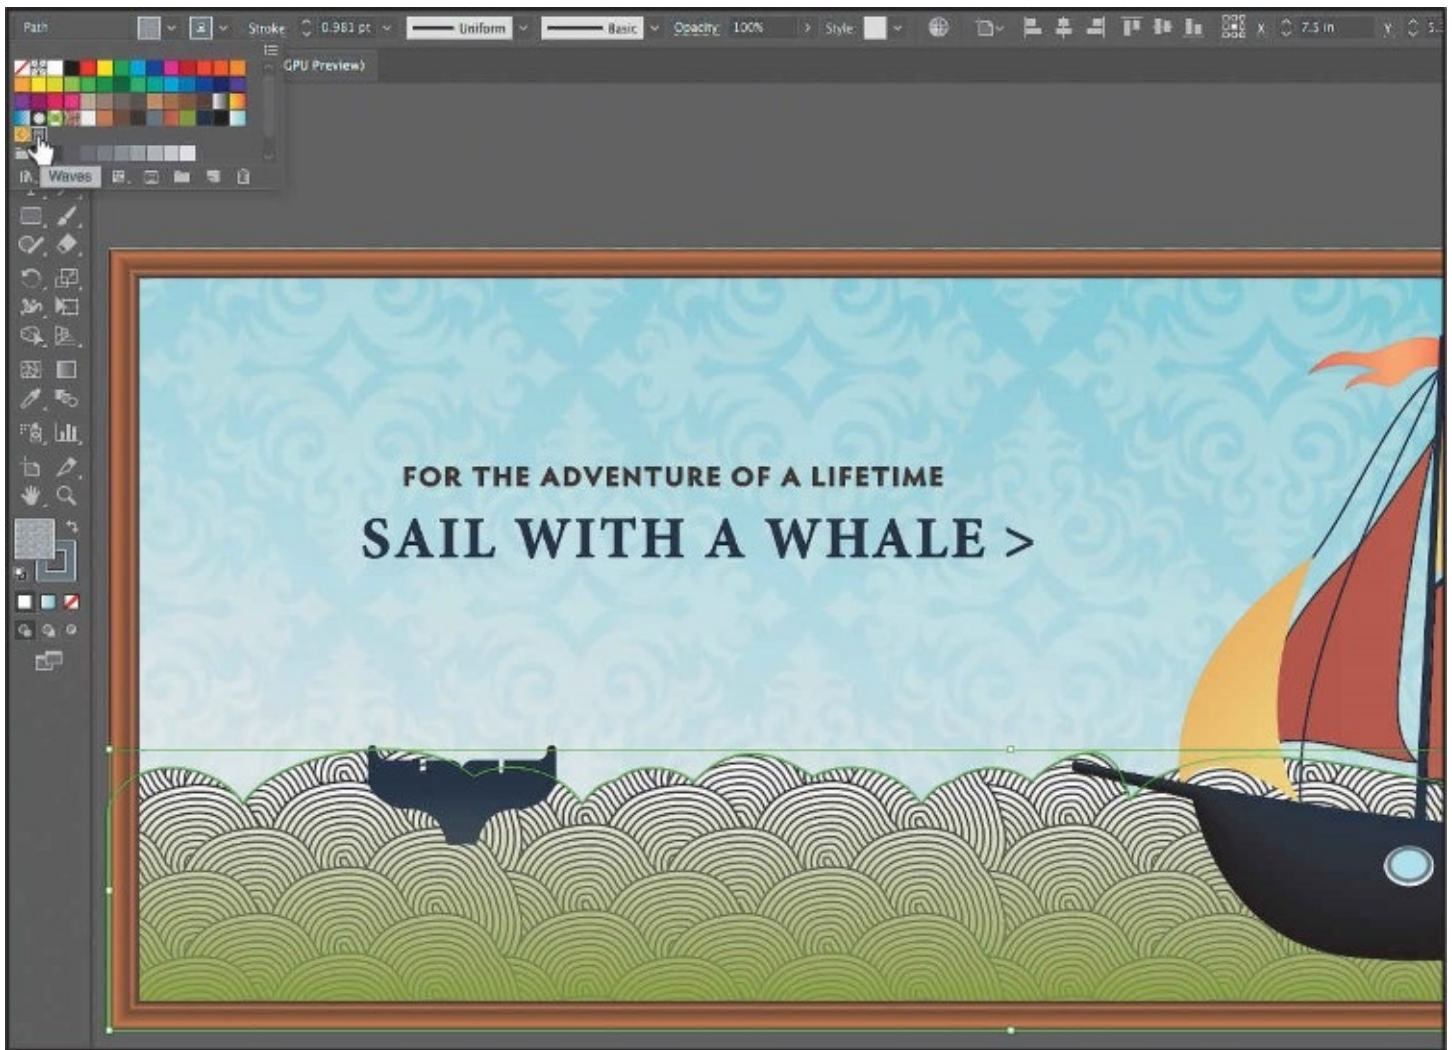 Path Stroke: 0.983 pt Uniform Basic Opacity: 100% Style: X 7.5 in Y
GPU Preview)
Waves
FOR THE ADVENTURE OF A LIFETIME
SAIL WITH A WHALE >